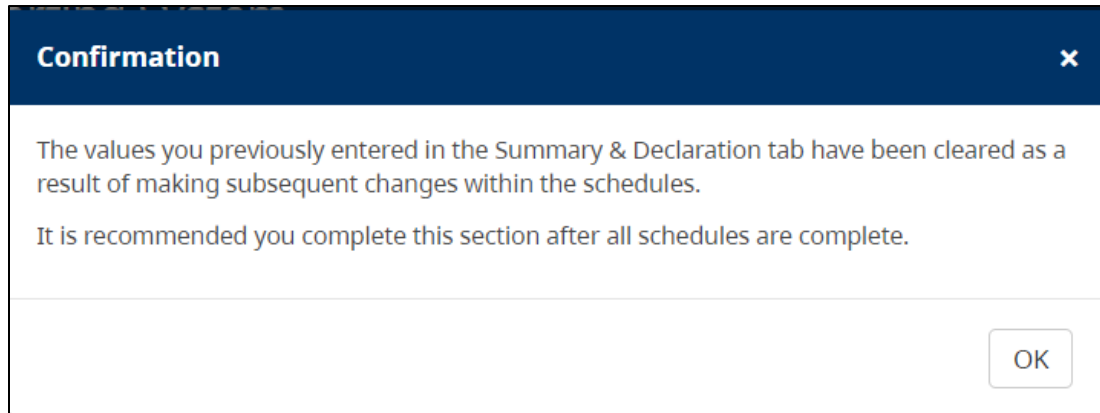 Confirmation ×
The values you previously entered in the Summary & Declaration tab have been cleared as a
result of making subsequent changes within the schedules.
It is recommended you complete this section after all schedules are complete.
OK